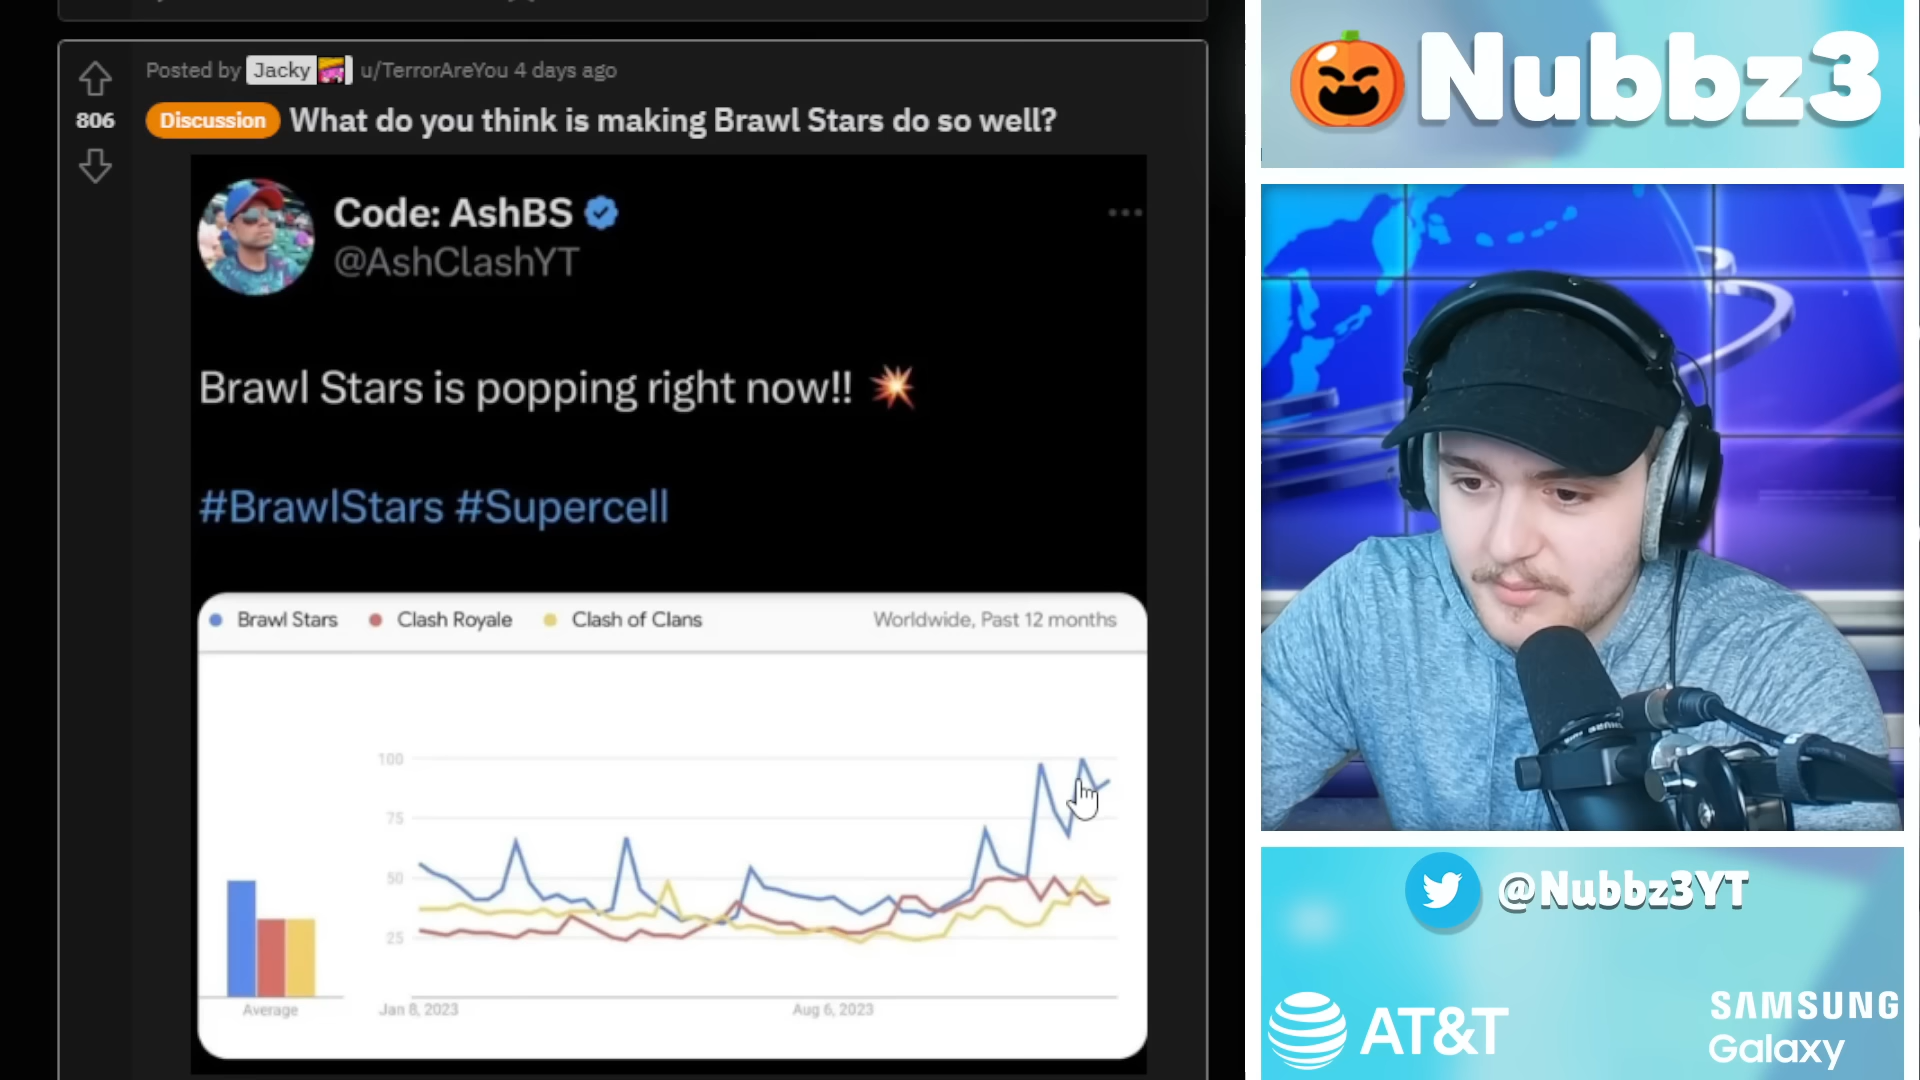 Posted by Jacky u/TerrorAreYou 4 days ago
806
Discussion What do you think is making Brawl Stars do so well?
Code: AshBS
@AshClashYT
Brawl Stars is popping right now!!
#BrawlStars #Supercell
Brawl Stars Clash Royale Clash of Clans Worldwide, Past 12 months
100
75
50
25
Average Jan 8, 2023 Aug 6, 2023
Nubbz3
@Nubbz3YT
AT&T
SAMSUNG
Galaxy